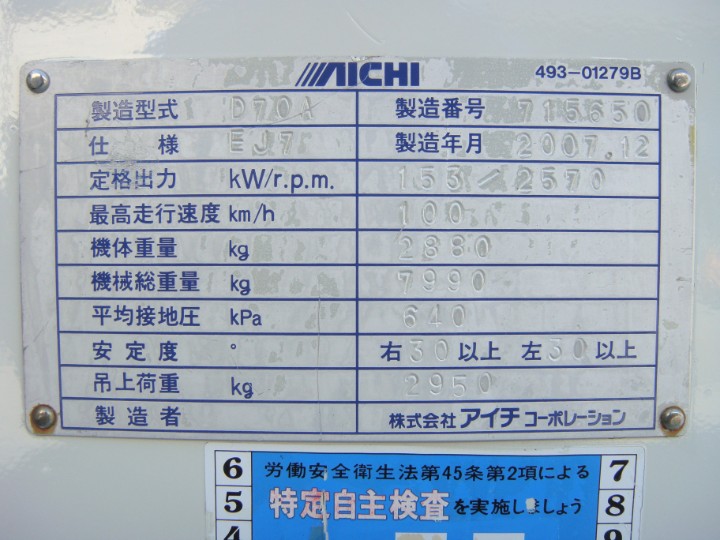 AICHI 493-01279B
製造型式 D70A 製造番号 715650
仕様 EJ7 製造年月 2007.12
定格出力 kW/r.p.m. 153/2570
最高走行速度 km/h 100
機体重量 kg 2880
機械総重量 kg 7990
平均接地圧 kPa 640
安定度 ° 右30以上 左30以上
吊上荷重 kg 2950
製造者 株式会社アイチコーポレーション
6 労働安全衛生法第45条第2項による 7
5 特定自主検査を実施しましょう 8
4 9